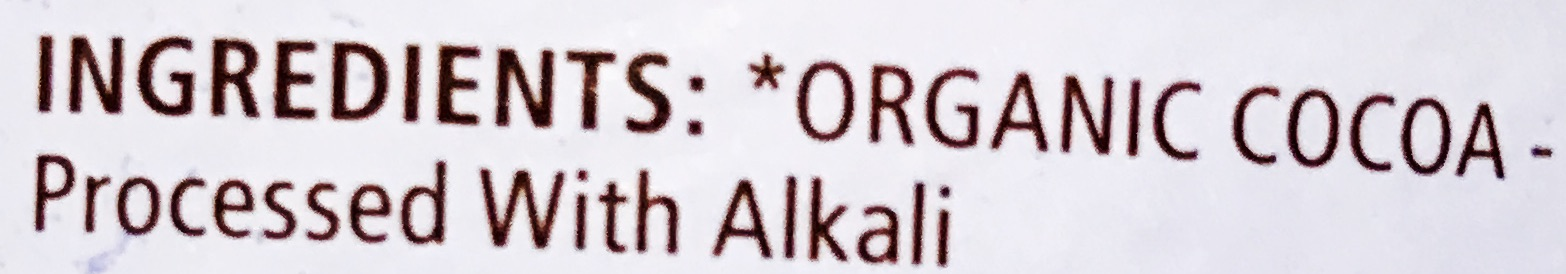 INGREDIENTS: *ORGANIC COCOA -
Processed With Alkali